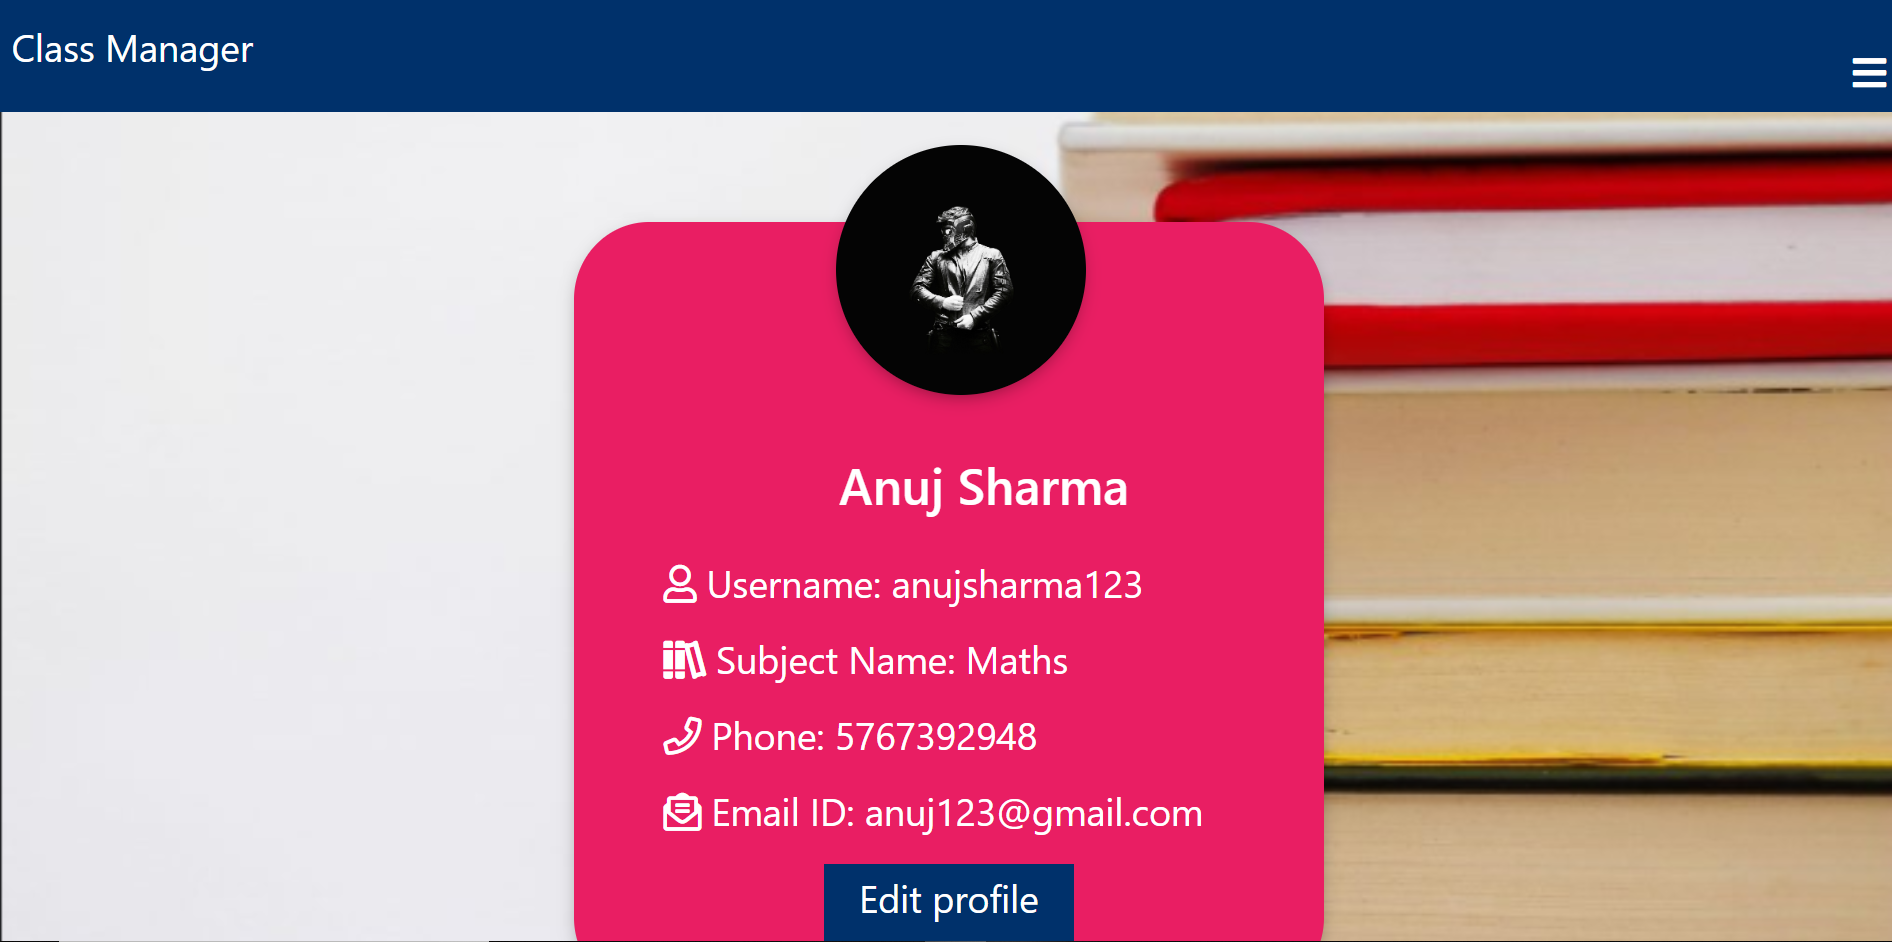 Class Manager
Anuj Sharma
Username: anujsharma123
Subject Name: Maths
Phone: 5767392948
Email ID: anuj123@gmail.com
Edit profile